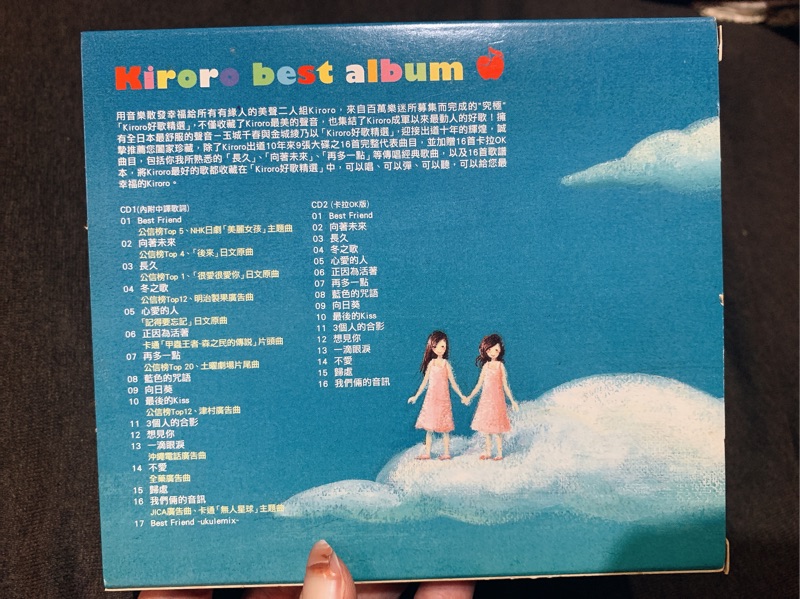 Kiroro best album
用音樂散發幸福給所有有緣人的美聲二人組Kiroro，來自百萬樂迷所募集而完成的"究極"
「Kiroro好歌精選」，不僅收藏了Kiroro最美的聲音，也集結了Kiroro成軍以來最動人的好歌！擁
有全日本最舒服的聲音－玉城千春與金城綾乃以「Kiroro好歌精選」，迎接出道十年的輝煌，誠
摯推薦您闔家珍藏，除了Kiroro出道10年來9張大碟之16首完整代表曲目，並加贈16首卡拉OK
曲目，包括你我所熟悉的「長久」、「向著未來」、「再多一點」等傳唱經典歌曲，以及16首歌譜
本，將Kiroro最好的歌都收藏在「Kiroro好歌精選」中，可以唱、可以彈、可以聽，可以給您最
幸福的Kiroro。
CD1(內附中譯歌詞)
01 Best Friend
公信榜Top 5、NHK日劇「美麗女孩」主題曲
02 向著未來
公信榜Top 4、「後來」日文原曲
03 長久
公信榜Top 1、「很愛很愛你」日文原曲
04 冬之歌
公信榜Top12、明治製果廣告曲
05 心愛的人
「記得要忘記」日文原曲
06 正因為活著
卡通「甲蟲王者-森之民的傳說」片頭曲
07 再多一點
公信榜Top 20、土曜劇場片尾曲
08 藍色的咒語
09 向日葵
10 最後的Kiss
公信榜Top12、津村廣告曲
11 3個人的合影
12 想見你
13 一滴眼淚
沖繩電話廣告曲
14 不愛
全藥廣告曲
15 歸處
16 我們倆的音訊
JICA廣告曲、卡通「無人星球」主題曲
17 Best Friend -ukulemix-
CD2 (卡拉OK版)
01 Best Friend
02 向著未來
03 長久
04 冬之歌
05 心愛的人
06 正因為活著
07 再多一點
08 藍色的咒語
09 向日葵
10 最後的Kiss
11 3個人的合影
12 想見你
13 一滴眼淚
14 不愛
15 歸處
16 我們倆的音訊